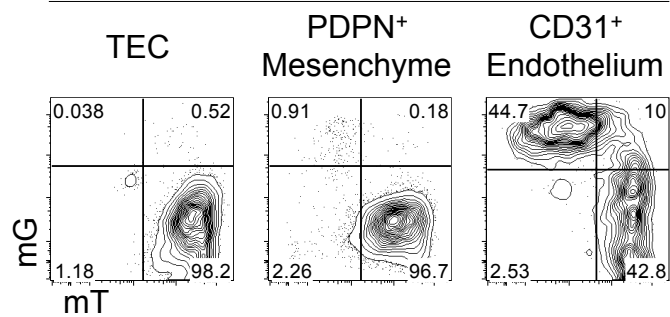 TEC
PDPN⁺
Mesenchyme
CD31⁺
Endothelium
0.038 0.52
0.91 0.18
44.7 10
mG
1.18 98.2
2.26 96.7
2.53 42.8
mT